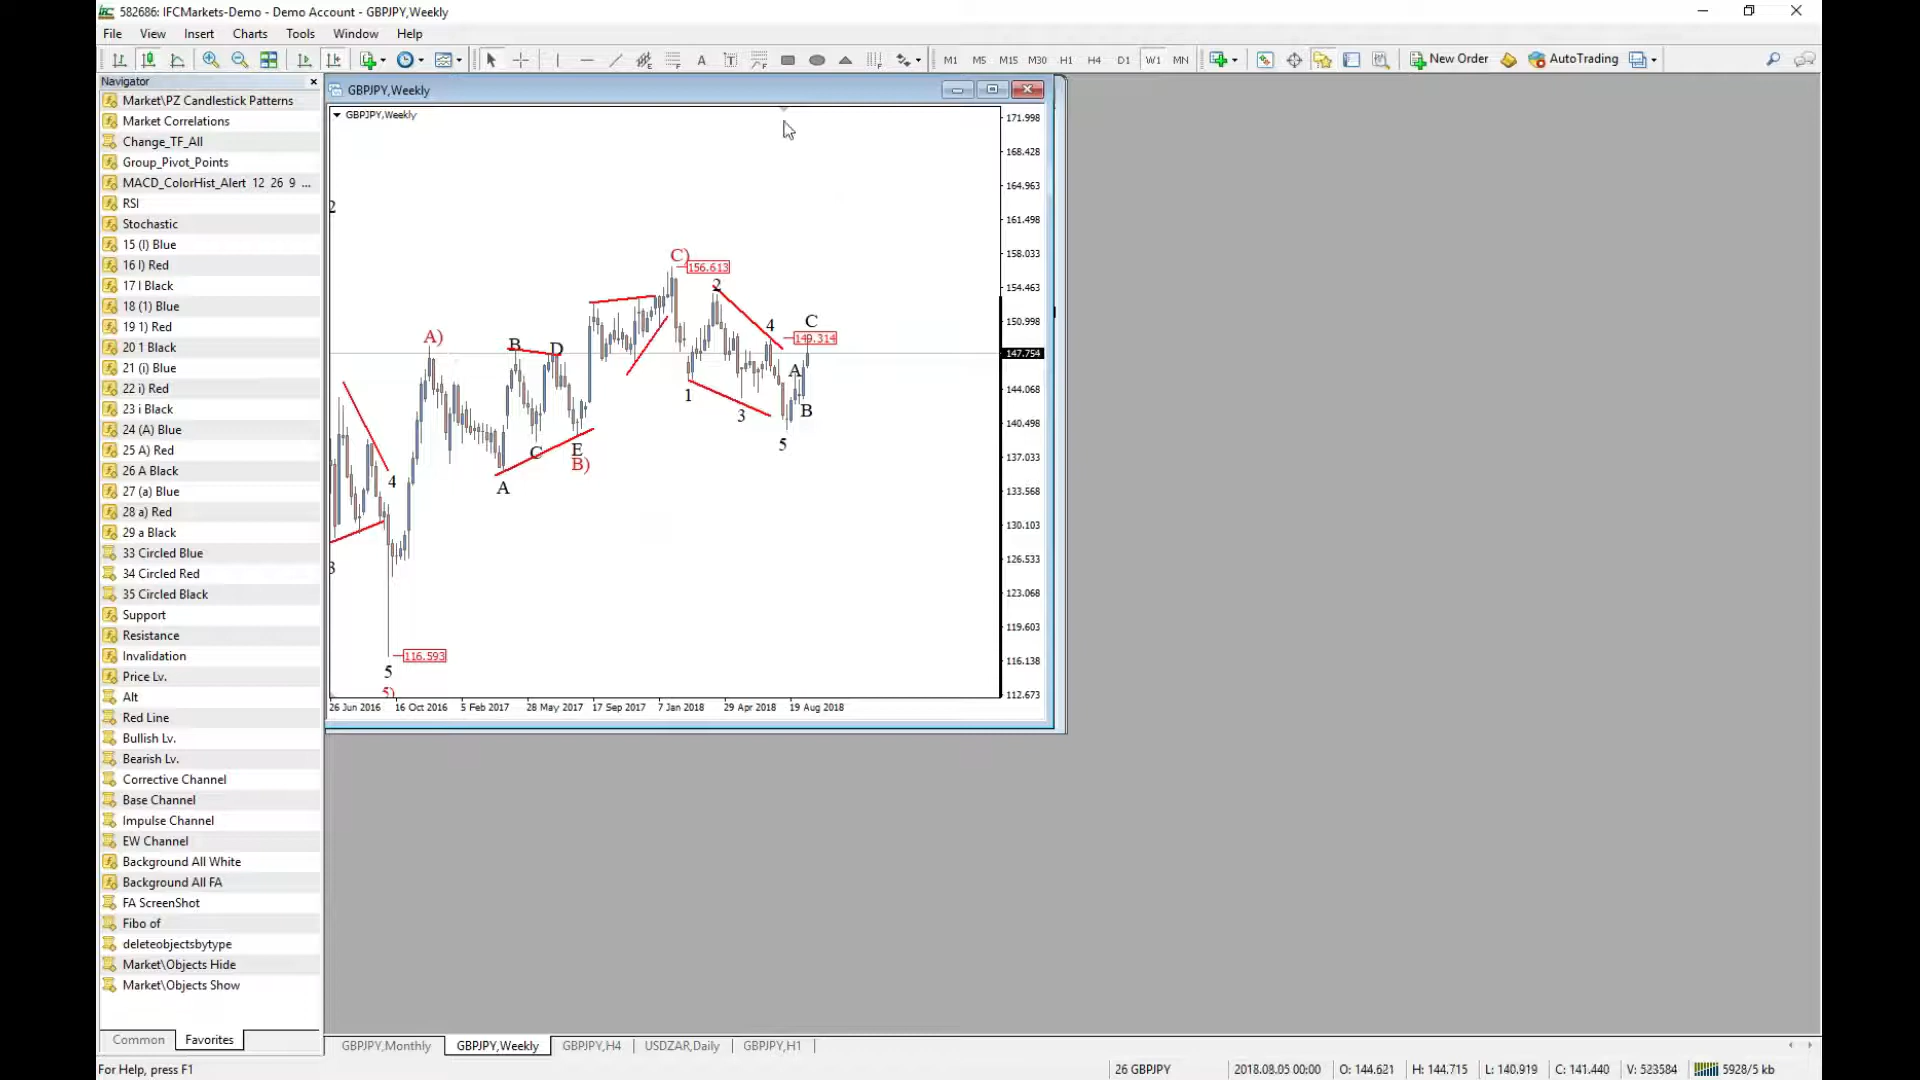 582686: IFCMarkets-Demo - Demo Account - GBPJPY,Weekly
File View Insert Charts Tools Window Help
M1 M5 M15 M30 H1 H4 D1 W1 MN New Order AutoTrading
Navigator
Market\PZ Candlestick Patterns
Market Correlations
Change_TF_All
Group_Pivot_Points
MACD_ColorHist_Alert 12 26 9 ...
RSI
Stochastic
15 (I) Blue
16 I) Red
17 I Black
18 (1) Blue
19 1) Red
20 1 Black
21 (i) Blue
22 i) Red
23 i Black
24 (A) Blue
25 A) Red
26 A Black
27 (a) Blue
28 a) Red
29 a Black
33 Circled Blue
34 Circled Red
35 Circled Black
Support
Resistance
Invalidation
Price Lv.
Alt
Red Line
Bullish Lv.
Bearish Lv.
Corrective Channel
Base Channel
Impulse Channel
EW Channel
Background All White
Background All FA
FA ScreenShot
Fibo of
deleteobjectsbytype
Market\Objects Hide
Market\Objects Show
Common Favorites
GBPJPY,Weekly
GBPJPY,Weekly
2
C)
156.613
2
A)
B
D
4
C
149.314
A
1
3
B
5
C
E
B)
A
4
3
116.593
5
5)
171.998
168.428
164.963
161.498
158.033
154.463
150.998
147.754
144.068
140.498
137.033
133.568
130.103
126.533
123.068
119.603
116.138
112.673
26 Jun 2016 16 Oct 2016 5 Feb 2017 28 May 2017 17 Sep 2017 7 Jan 2018 29 Apr 2018 19 Aug 2018
GBPJPY,Monthly GBPJPY,Weekly GBPJPY,H4 USDZAR,Daily GBPJPY,H1
For Help, press F1 26 GBPJPY 2018.08.05 00:00 O: 144.621 H: 144.715 L: 140.919 C: 141.440 V: 523584 5928/5 kb